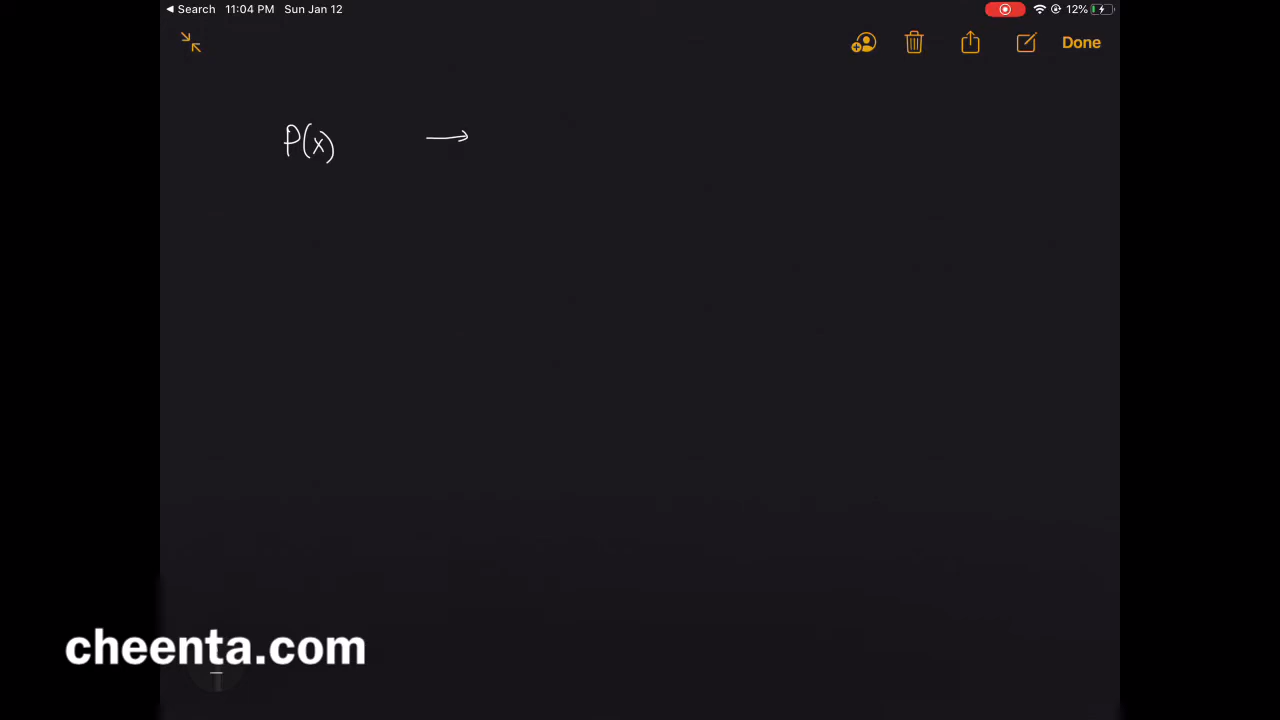 Search 11:04 PM Sun Jan 12 12%
Done
P(x) →
cheenta.com